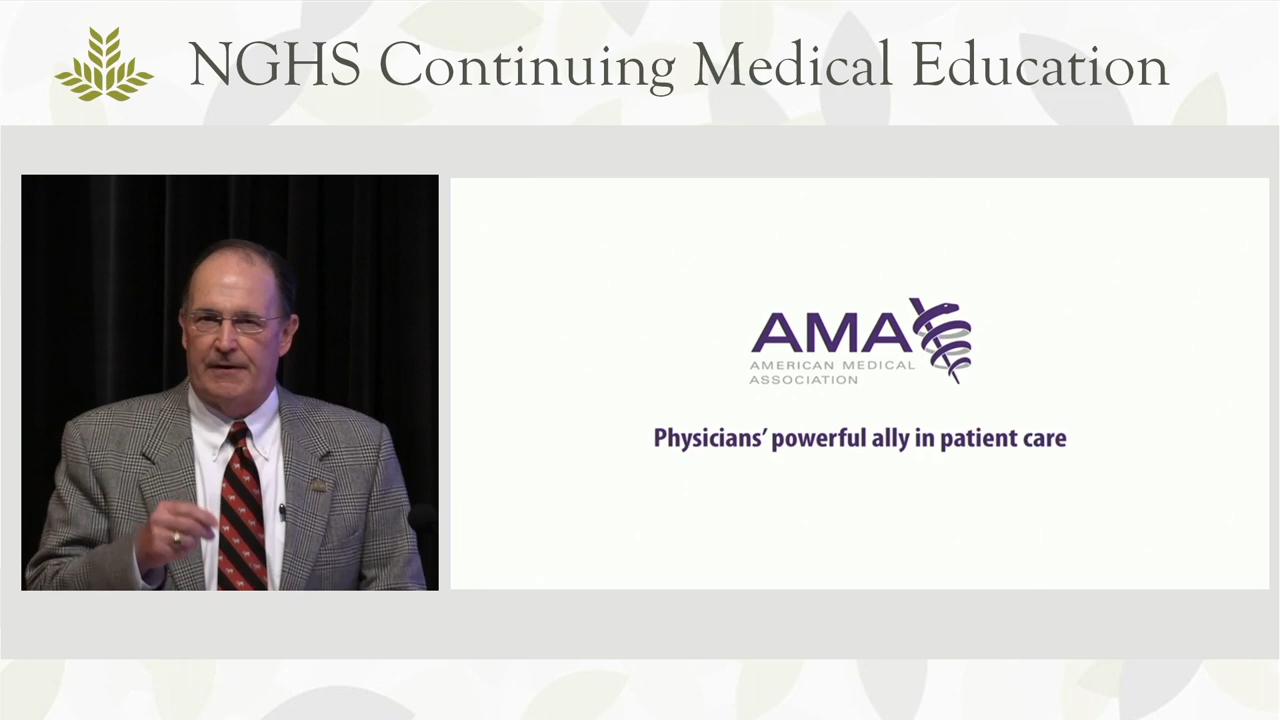 NGHS Continuing Medical Education
AMA
AMERICAN MEDICAL
ASSOCIATION
Physicians’ powerful ally in patient care